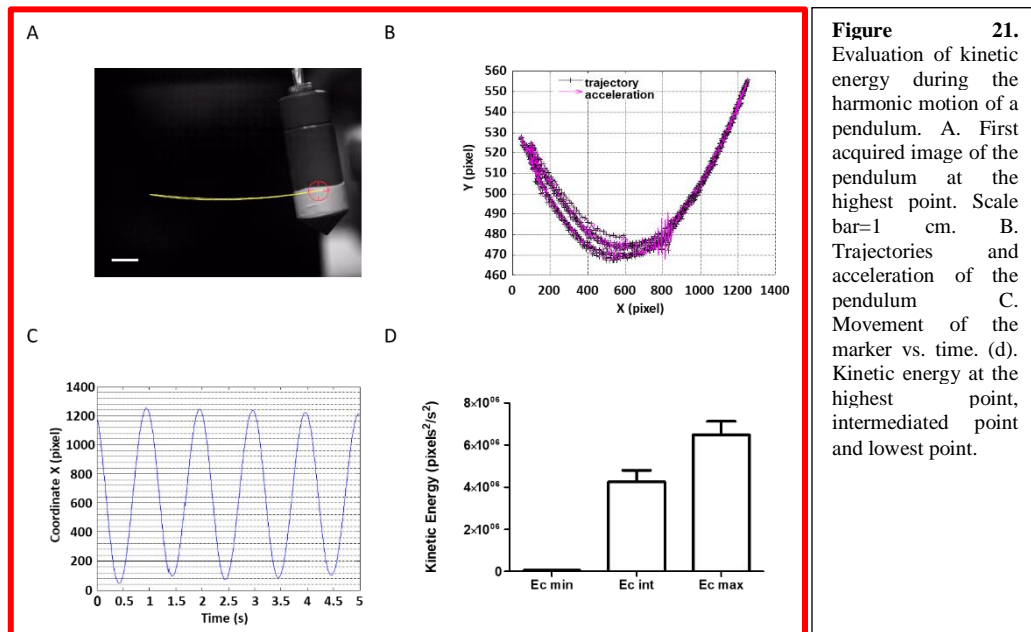 A
B
560
550
540
530
520
510
500
490
480
470
460
Y (pixel)
trajectory
acceleration
0 200 400 600 800 1000 1200 1400
X (pixel)
C
1400
1200
1000
800
600
400
200
0
Coordinate X (pixel)
0 0.5 1 1.5 2 2.5 3 3.5 4 4.5 5
Time (s)
D
8×10⁰⁶
6×10⁰⁶
4×10⁰⁶
2×10⁰⁶
0
Kinetic Energy (pixels²/s²)
Ec min Ec int Ec max
Figure 21.
Evaluation of kinetic
energy during the
harmonic motion of a
pendulum. A. First
acquired image of the
pendulum at the
highest point. Scale
bar=1 cm. B.
Trajectories and
acceleration of the
pendulum C.
Movement of the
marker vs. time. (d).
Kinetic energy at the
highest point,
intermediated point
and lowest point.